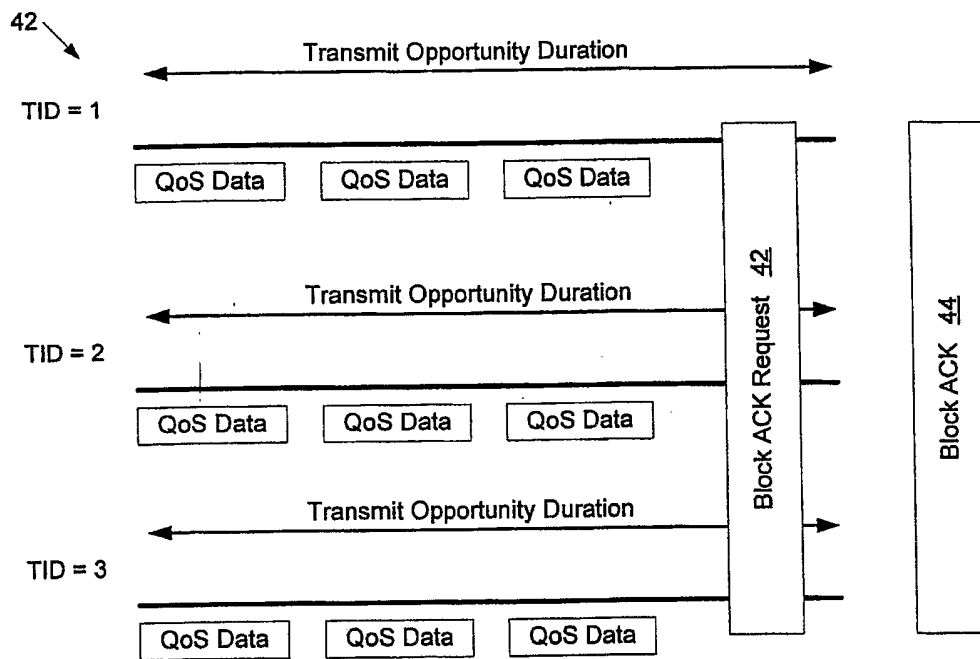 42
Transmit Opportunity Duration
TID = 1
QoS Data QoS Data QoS Data
Transmit Opportunity Duration
TID = 2
QoS Data QoS Data QoS Data
Transmit Opportunity Duration
TID = 3
QoS Data QoS Data QoS Data
Block ACK Request 42
Block ACK 44